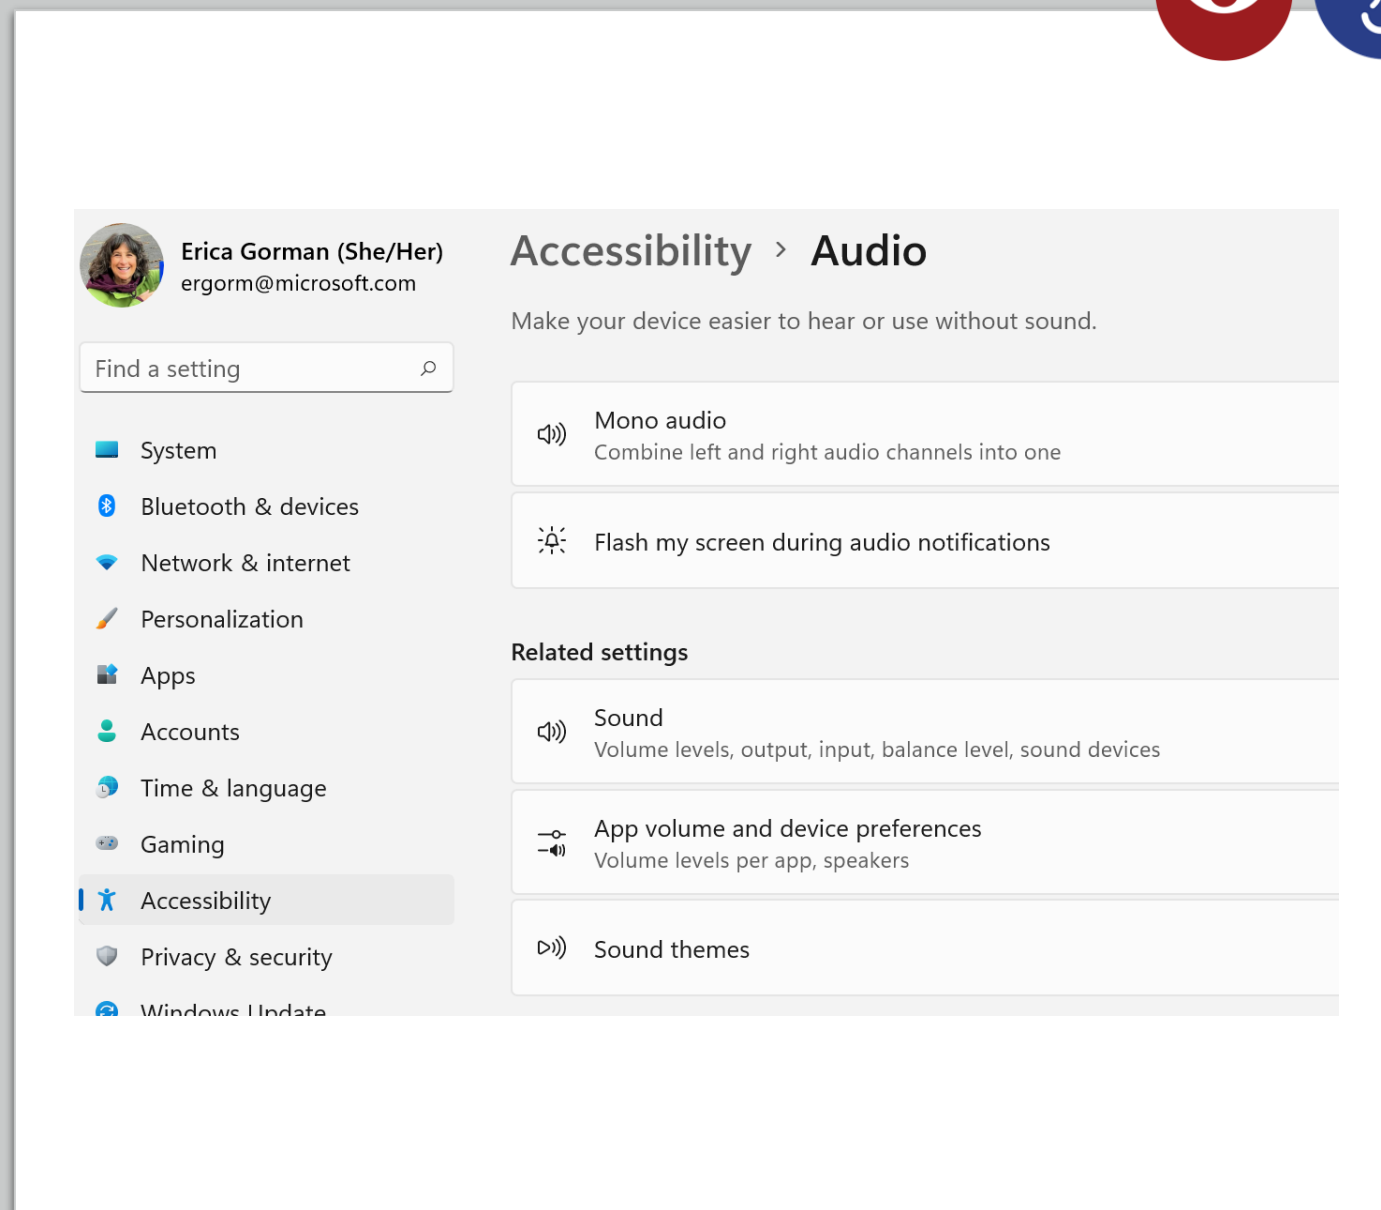 Erica Gorman (She/Her)
ergorm@microsoft.com
Find a setting
System
Bluetooth & devices
Network & internet
Personalization
Apps
Accounts
Time & language
Gaming
Accessibility
Privacy & security
Windows Update
Accessibility > Audio
Make your device easier to hear or use without sound.
Mono audio
Combine left and right audio channels into one
Flash my screen during audio notifications
Related settings
Sound
Volume levels, output, input, balance level, sound devices
App volume and device preferences
Volume levels per app, speakers
Sound themes